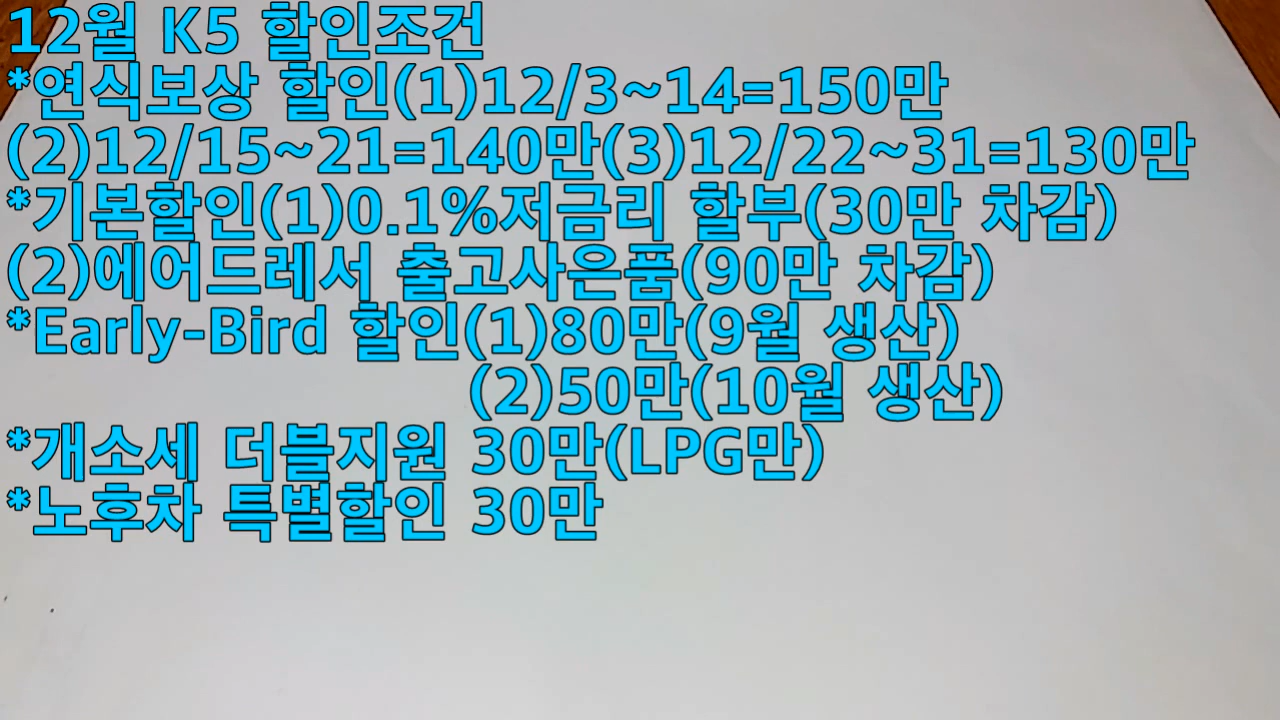 12월 K5 할인조건
*연식보상 할인(1)12/3~14=150만
(2)12/15~21=140만(3)12/22~31=130만
*기본할인(1)0.1%저금리 할부(30만 차감)
(2)에어드레서 출고사은품(90만 차감)
*Early-Bird 할인(1)80만(9월 생산)
(2)50만(10월 생산)
*개소세 더블지원 30만(LPG만)
*노후차 특별할인 30만